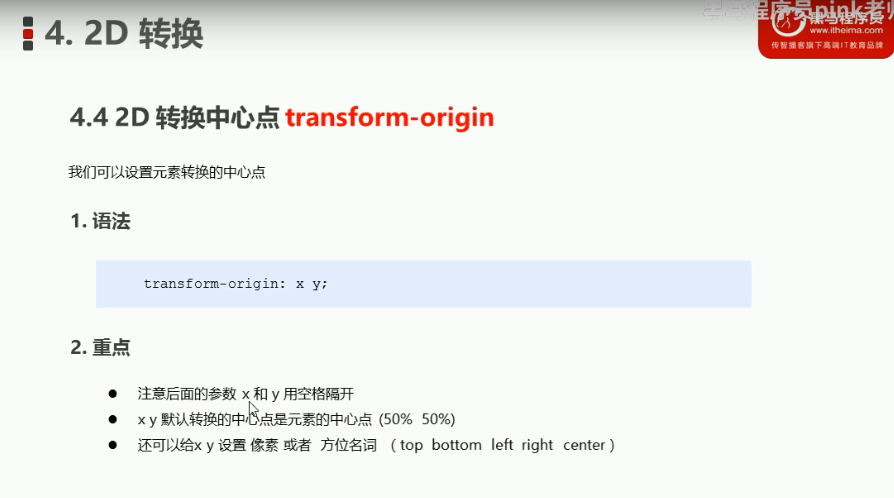 4. 2D 转换
程序员pink老师
黑马程序员
www.itheima.com
传智播客旗下高端IT教育品牌
4.4 2D 转换中心点 transform-origin
我们可以设置元素转换的中心点
1. 语法
transform-origin: x y;
2. 重点
● 注意后面的参数 x 和 y 用空格隔开
● x y 默认转换的中心点是元素的中心点 (50% 50%)
● 还可以给x y 设置 像素 或者 方位名词 （ top bottom left right center ）